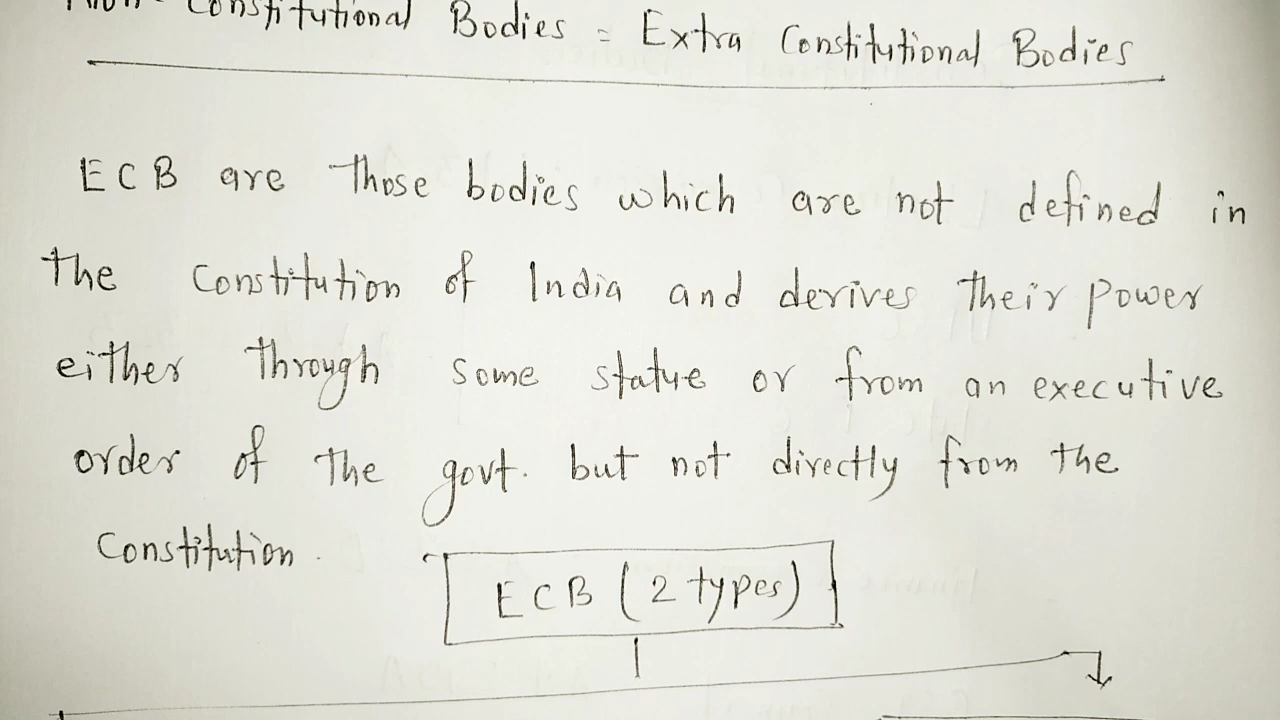 Non-Constitutional Bodies = Extra Constitutional Bodies
ECB are those bodies which are not defined in
the Constitution of India and derives their power
either through some statue or from an executive
order of the govt. but not directly from the
Constitution.
ECB (2 types)